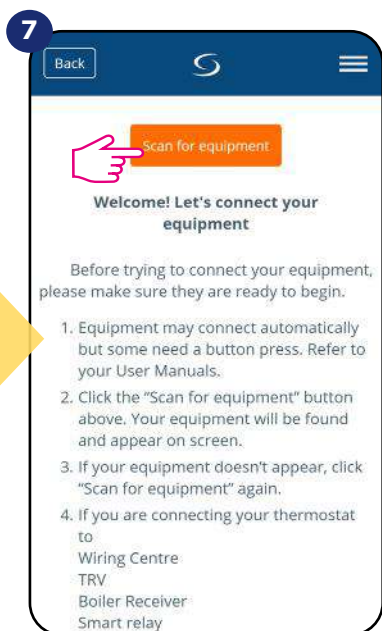 7
Back
Scan for equipment
Welcome! Let's connect your
equipment
Before trying to connect your equipment,
please make sure they are ready to begin.
1. Equipment may connect automatically
but some need a button press. Refer to
your User Manuals.
2. Click the “Scan for equipment” button
above. Your equipment will be found
and appear on screen.
3. If your equipment doesn't appear, click
“Scan for equipment” again.
4. If you are connecting your thermostat
to
Wiring Centre
TRV
Boiler Receiver
Smart relay